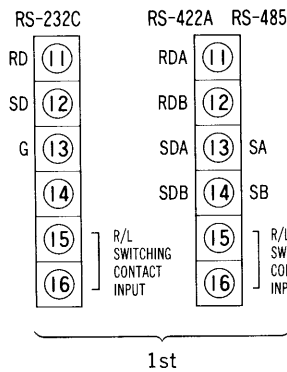 RS-232C
RS-422A RS-485
RD 11 RDA 11
SD 12 RDB 12
G 13 SDA 13 SA
14 SDB 14 SB
15 R/L 15 R/L
SWITCHING
CONTACT
16 INPUT 16
1st